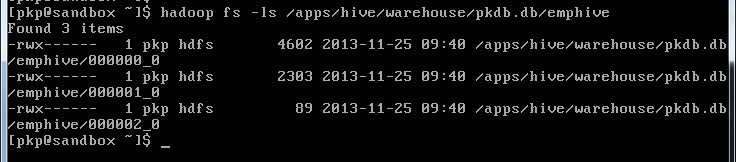 [pkp@sandbox ~]$ hadoop fs -ls /apps/hive/warehouse/pkdb.db/emphive
Found 3 items
-rwx------   1 pkp hdfs       4602 2013-11-25 09:40 /apps/hive/warehouse/pkdb.db
/emphive/000000_0
-rwx------   1 pkp hdfs       2303 2013-11-25 09:40 /apps/hive/warehouse/pkdb.db
/emphive/000001_0
-rwx------   1 pkp hdfs         89 2013-11-25 09:40 /apps/hive/warehouse/pkdb.db
/emphive/000002_0
[pkp@sandbox ~]$ _